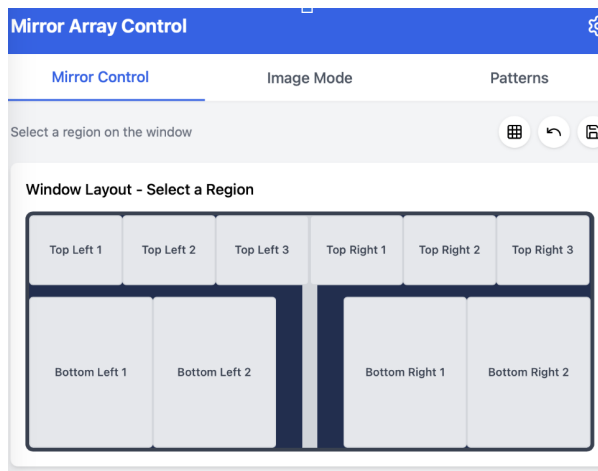 Mirror Array Control
Mirror Control Image Mode Patterns
Select a region on the window
Window Layout - Select a Region
Top Left 1 Top Left 2 Top Left 3 Top Right 1 Top Right 2 Top Right 3
Bottom Left 1 Bottom Left 2 Bottom Right 1 Bottom Right 2